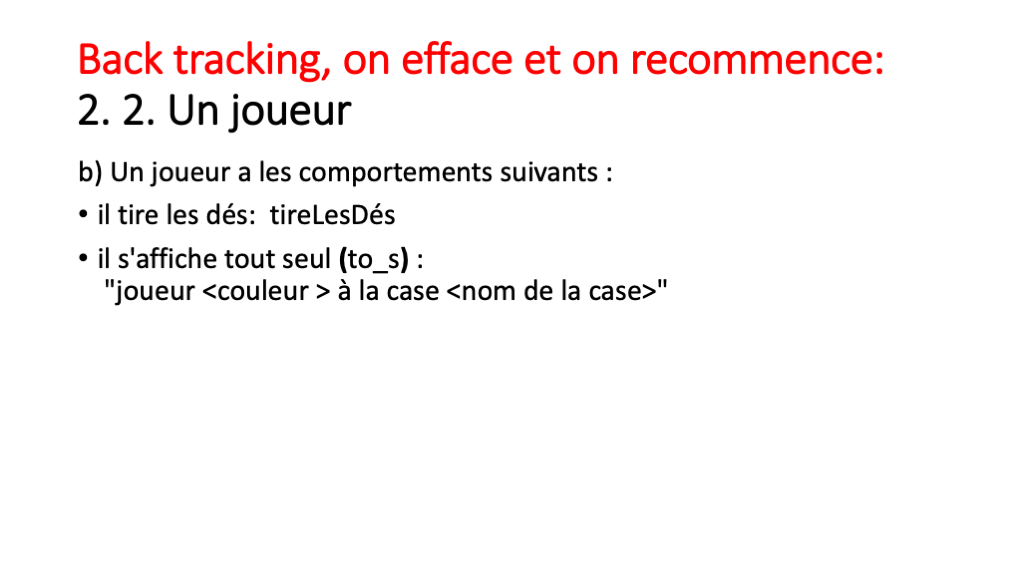 Back tracking, on efface et on recommence:
2. 2. Un joueur
b) Un joueur a les comportements suivants :
• il tire les dés:  tireLesDés
• il s'affiche tout seul (to_s) :
"joueur <couleur > à la case <nom de la case>"